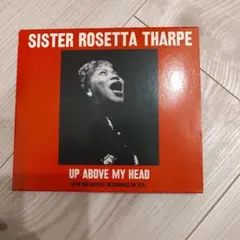 SISTER ROSETTA THARPE
UP ABOVE MY HEAD